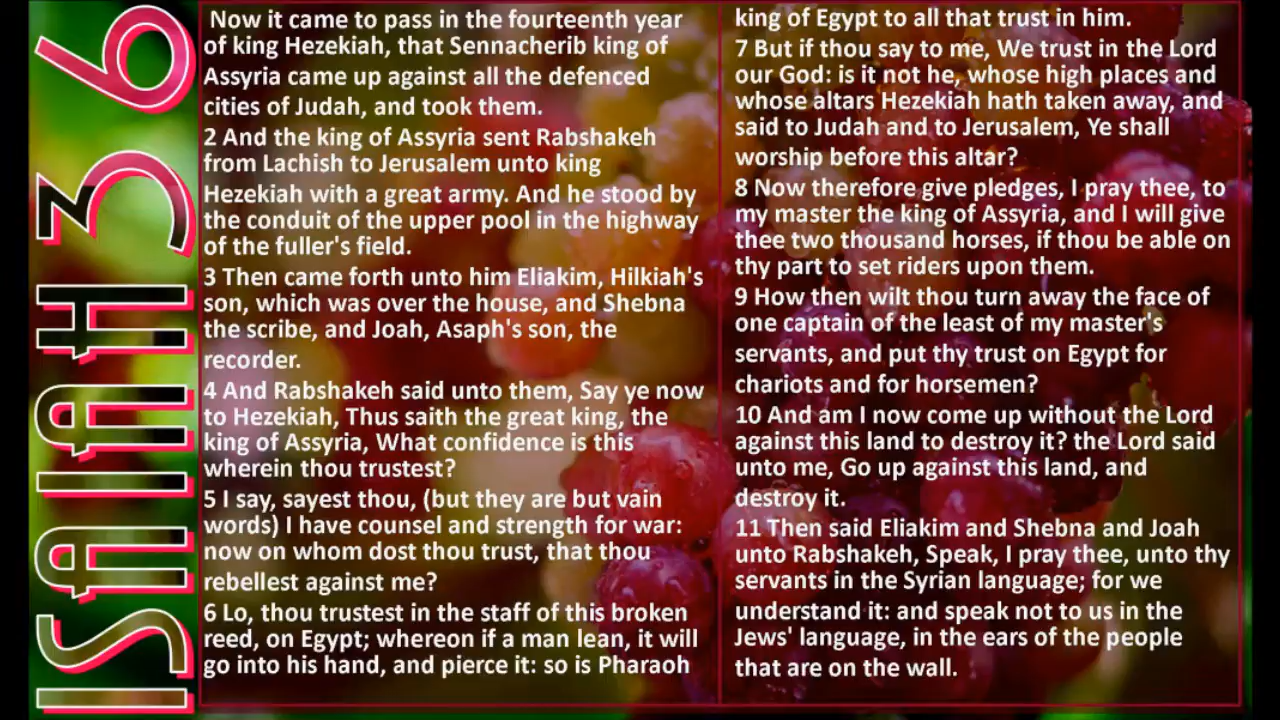 ISAIAH 36
Now it came to pass in the fourteenth year
of king Hezekiah, that Sennacherib king of
Assyria came up against all the defenced
cities of Judah, and took them.
2 And the king of Assyria sent Rabshakeh
from Lachish to Jerusalem unto king
Hezekiah with a great army. And he stood by
the conduit of the upper pool in the highway
of the fuller's field.
3 Then came forth unto him Eliakim, Hilkiah's
son, which was over the house, and Shebna
the scribe, and Joah, Asaph's son, the
recorder.
4 And Rabshakeh said unto them, Say ye now
to Hezekiah, Thus saith the great king, the
king of Assyria, What confidence is this
wherein thou trustest?
5 I say, sayest thou, (but they are but vain
words) I have counsel and strength for war:
now on whom dost thou trust, that thou
rebellest against me?
6 Lo, thou trustest in the staff of this broken
reed, on Egypt; whereon if a man lean, it will
go into his hand, and pierce it: so is Pharaoh
king of Egypt to all that trust in him.
7 But if thou say to me, We trust in the Lord
our God: is it not he, whose high places and
whose altars Hezekiah hath taken away, and
said to Judah and to Jerusalem, Ye shall
worship before this altar?
8 Now therefore give pledges, I pray thee, to
my master the king of Assyria, and I will give
thee two thousand horses, if thou be able on
thy part to set riders upon them.
9 How then wilt thou turn away the face of
one captain of the least of my master's
servants, and put thy trust on Egypt for
chariots and for horsemen?
10 And am I now come up without the Lord
against this land to destroy it? the Lord said
unto me, Go up against this land, and
destroy it.
11 Then said Eliakim and Shebna and Joah
unto Rabshakeh, Speak, I pray thee, unto thy
servants in the Syrian language; for we
understand it: and speak not to us in the
Jews' language, in the ears of the people
that are on the wall.